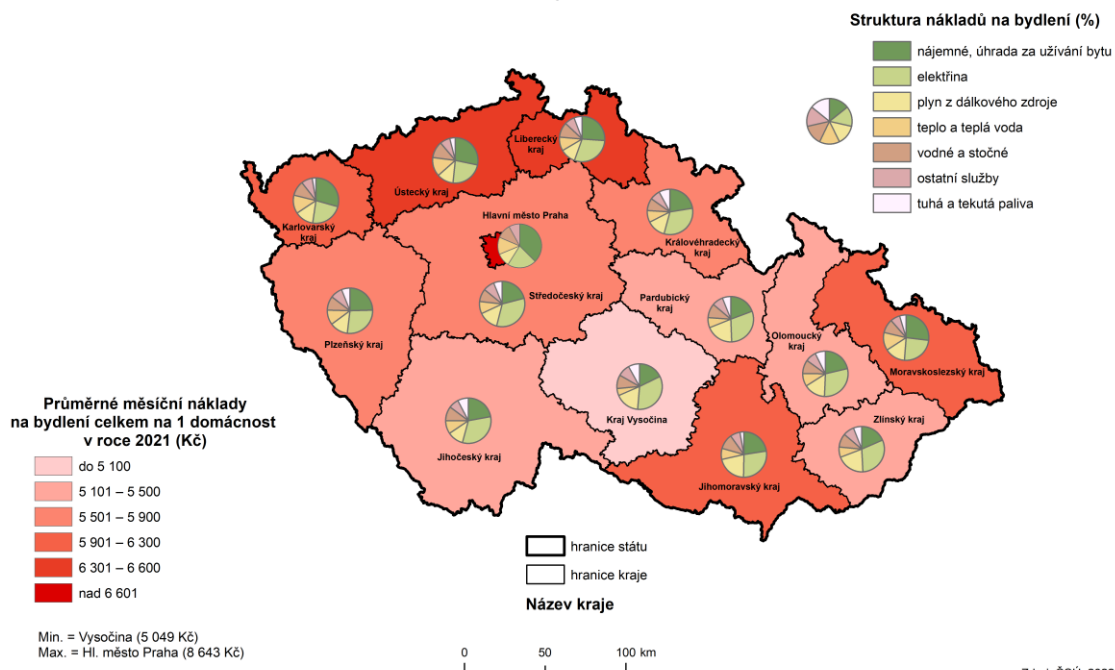 Struktura nákladů na bydlení (%)
nájemné, úhrada za užívání bytu
elektřina
plyn z dálkového zdroje
teplo a teplá voda
vodné a stočné
ostatní služby
tuhá a tekutá paliva
Liberecký
kraj
Ústecký kraj
Karlovarský
kraj
Hlavní město Praha
Královéhradecký
kraj
Středočeský kraj
Pardubický
kraj
Plzeňský kraj
Olomoucký
kraj
Moravskoslezský kraj
Kraj Vysočina
Zlínský kraj
Jihočeský kraj
Jihomoravský kraj
Průměrné měsíční náklady
na bydlení celkem na 1 domácnost
v roce 2021 (Kč)
do 5 100
5 101 – 5 500
5 501 – 5 900
5 901 – 6 300
6 301 – 6 600
nad 6 601
hranice státu
hranice kraje
Název kraje
Min. = Vysočina (5 049 Kč)
Max. = Hl. město Praha (8 643 Kč)
0 50 100 km